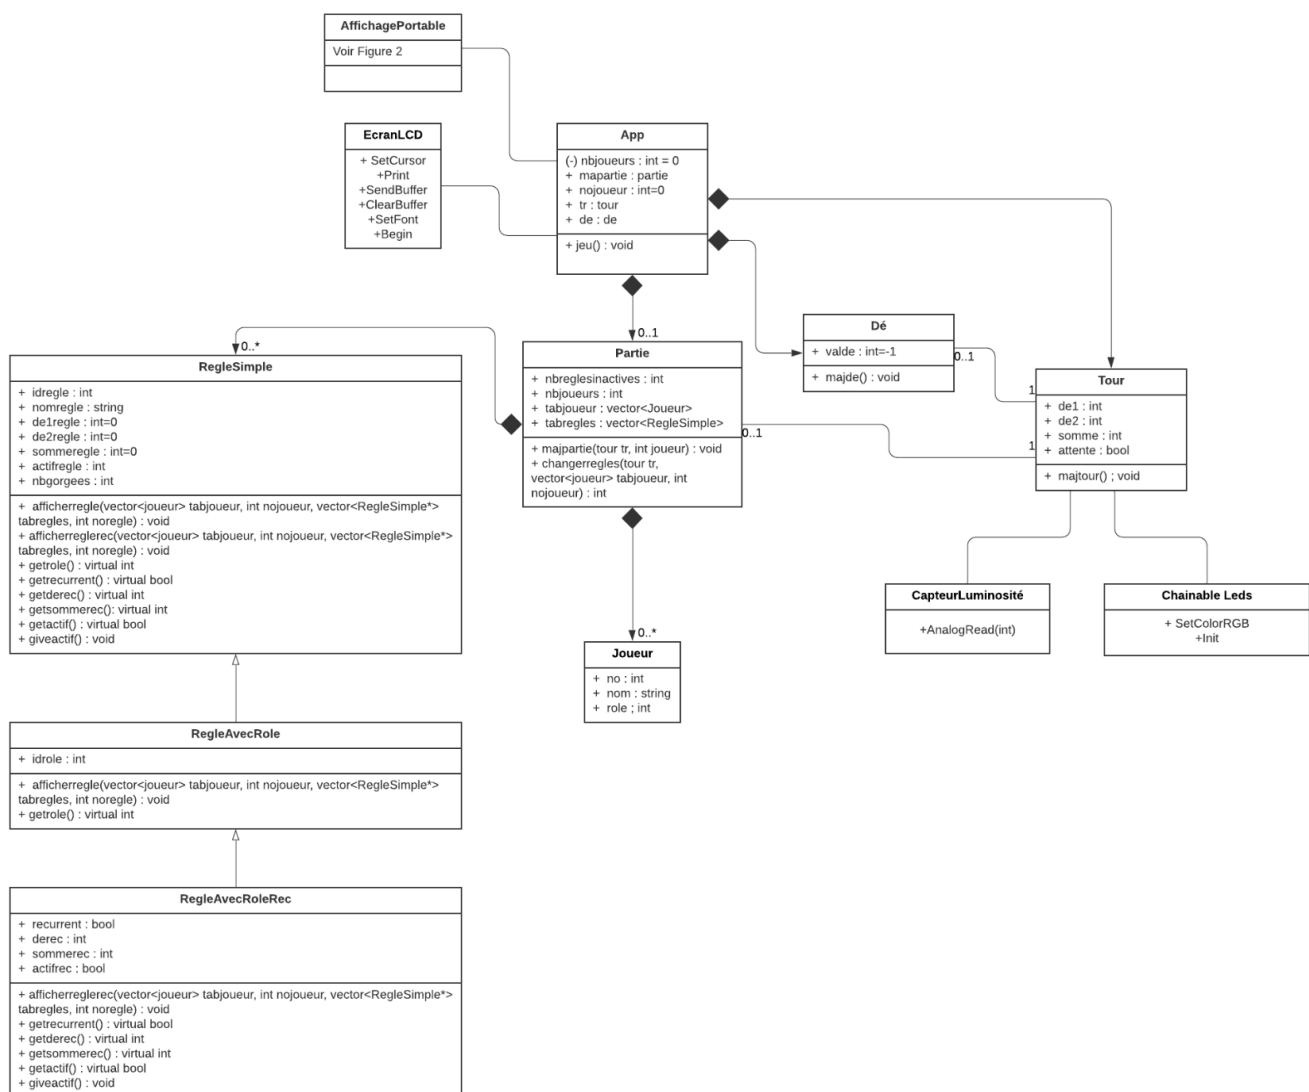 AffichagePortable
Voir Figure 2
EcranLCD
+ SetCursor
+Print
+SendBuffer
+ClearBuffer
+SetFont
+Begin
App
(-) nbjoueurs : int = 0
+ mapartie : partie
+ nojoueur : int=0
+ tr : tour
+ de : de
+ jeu() : void
0..1
0..*
Dé
+ valde : int=-1
+ majde() : void
0..1
1
RegleSimple
+ idregle : int
+ nomregle : string
+ de1regle : int=0
+ de2regle : int=0
+ sommeregle : int=0
+ actifregle : int
+ nbgorgees : int
+ afficherregle(vector<joueur> tabjoueur, int nojoueur, vector<RegleSimple*>
tabregles, int noregle) : void
+ afficherreglerec(vector<joueur> tabjoueur, int nojoueur, vector<RegleSimple*>
tabregles, int noregle) : void
+ getrole() : virtual int
+ getrecurrent() : virtual bool
+ getderec() : virtual int
+ getsommerec(): virtual int
+ getactif() : virtual bool
+ giveactif() : void
Partie
+ nbreglesinactives : int
+ nbjoueurs : int
+ tabjoueur : vector<Joueur>
+ tabregles : vector<RegleSimple>
+ majpartie(tour tr, int joueur) : void
+ changerregles(tour tr,
vector<joueur> tabjoueur, int
nojoueur) : int
0..1
1
Tour
+ de1 : int
+ de2 : int
+ somme : int
+ attente : bool
+ majtour() ; void
CapteurLuminosité
+AnalogRead(int)
Chainable Leds
+ SetColorRGB
+Init
0..*
Joueur
+ no : int
+ nom : string
+ role ; int
RegleAvecRole
+ idrole : int
+ afficherregle(vector<joueur> tabjoueur, int nojoueur, vector<RegleSimple*>
tabregles, int noregle) : void
+ getrole() : virtual int
RegleAvecRoleRec
+ recurrent : bool
+ derec : int
+ sommerec : int
+ actifrec : bool
+ afficherreglerec(vector<joueur> tabjoueur, int nojoueur, vector<RegleSimple*>
tabregles, int noregle) : void
+ getrecurrent() : virtual bool
+ getderec() : virtual int
+ getsommerec() : virtual int
+ getactif() : virtual bool
+ giveactif() : void